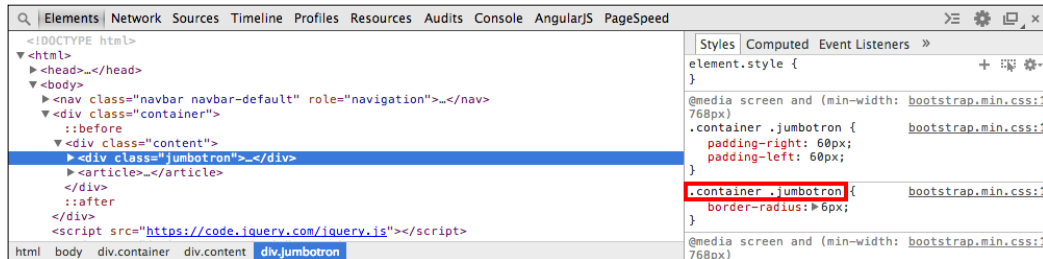 Elements Network Sources Timeline Profiles Resources Audits Console AngularJS PageSpeed
<!DOCTYPE html>
▼<html>
▶<head>…</head>
▼<body>
▶<nav class="navbar navbar-default" role="navigation">…</nav>
▼<div class="container">
::before
▼<div class="content">
▶<div class="jumbotron">…</div>
▶<article>…</article>
</div>
::after
</div>
<script src="https://code.jquery.com/jquery.js"></script>
html body div.container div.content div.jumbotron
Styles Computed Event Listeners »
element.style {
}
@media screen and (min-width: bootstrap.min.css:1
768px)
.container .jumbotron { bootstrap.min.css:1
padding-right: 60px;
padding-left: 60px;
}
.container .jumbotron { bootstrap.min.css:1
border-radius:▶6px;
}
@media screen and (min-width: bootstrap.min.css:1
768px)